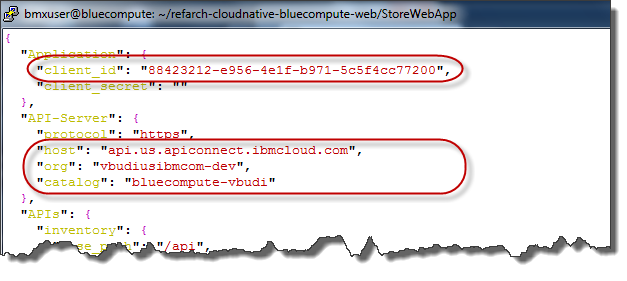 bmxuser@bluecompute: ~/refarch-cloudnative-bluecompute-web/StoreWebApp
{
"Application": {
"client_id": "88423212-e956-4e1f-b971-5c5f4cc77200",
"client_secret": ""
},
"API-Server": {
"protocol": "https",
"host": "api.us.apiconnect.ibmcloud.com",
"org": "vbudiusibmcom-dev",
"catalog": "bluecompute-vbudi"
},
"APIs": {
"inventory": {
"/api",